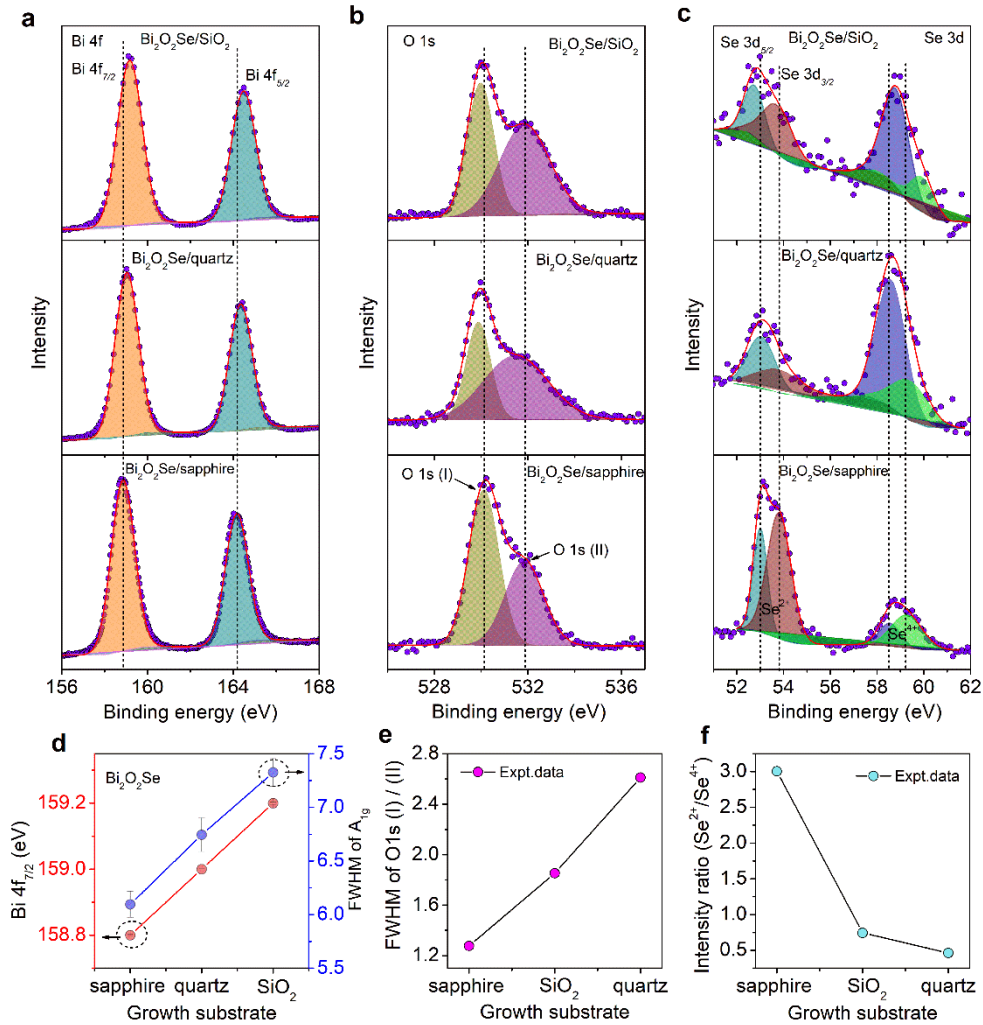 a
Bi 4f
Bi₂O₂Se/SiO₂
Bi 4f₇/₂
Bi 4f₅/₂
Bi₂O₂Se/quartz
Bi₂O₂Se/sapphire
Intensity
156 160 164 168
Binding energy (eV)
b
O 1s
Bi₂O₂Se/SiO₂
Bi₂O₂Se/quartz
Bi₂O₂Se/sapphire
O 1s (I)
O 1s (II)
Intensity
528 532 536
Binding energy (eV)
c
Se 3d₅/₂
Bi₂O₂Se/SiO₂
Se 3d
Se 3d₃/₂
Bi₂O₂Se/quartz
Bi₂O₂Se/sapphire
Se²⁺
Se⁴⁺
Intensity
52 54 56 58 60 62
Binding energy (eV)
d
Bi₂O₂Se
Bi 4f₇/₂ (eV)
159.2
159.0
158.8
FWHM of A₁g
7.5
7.0
6.5
6.0
5.5
sapphire quartz SiO₂
Growth substrate
e
Expt.data
FWHM of O1s (I) / (II)
2.8
2.4
2.0
1.6
1.2
sapphire SiO₂ quartz
Growth substrate
f
Expt.data
Intensity ratio (Se²⁺/Se⁴⁺)
3.0
2.5
2.0
1.5
1.0
0.5
sapphire SiO₂ quartz
Growth substrate